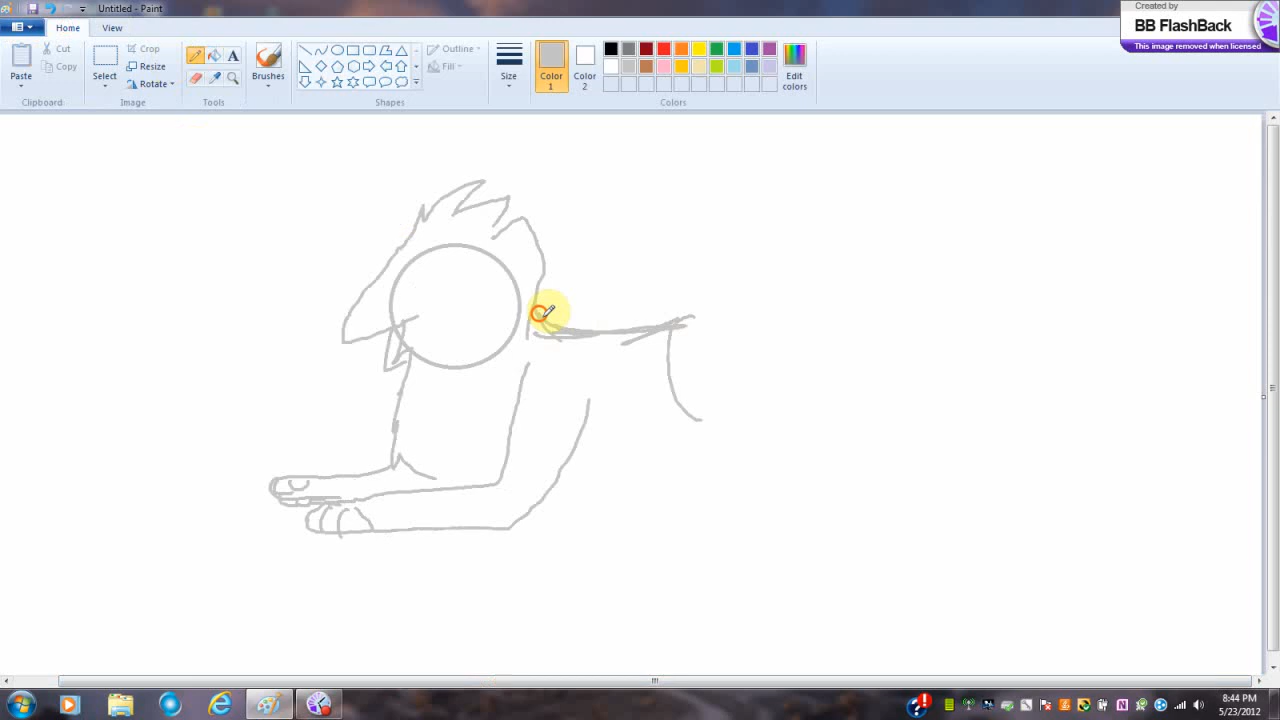 Untitled - Paint
Created by
BB FlashBack
This image removed when licensed
Home
View
Paste
Cut
Copy
Clipboard
Select
Crop
Resize
Rotate
Image
Tools
A
Brushes
Outline
Fill
Shapes
Size
Color
1
Color
2
Edit
colors
Colors
8:44 PM
5/23/2012